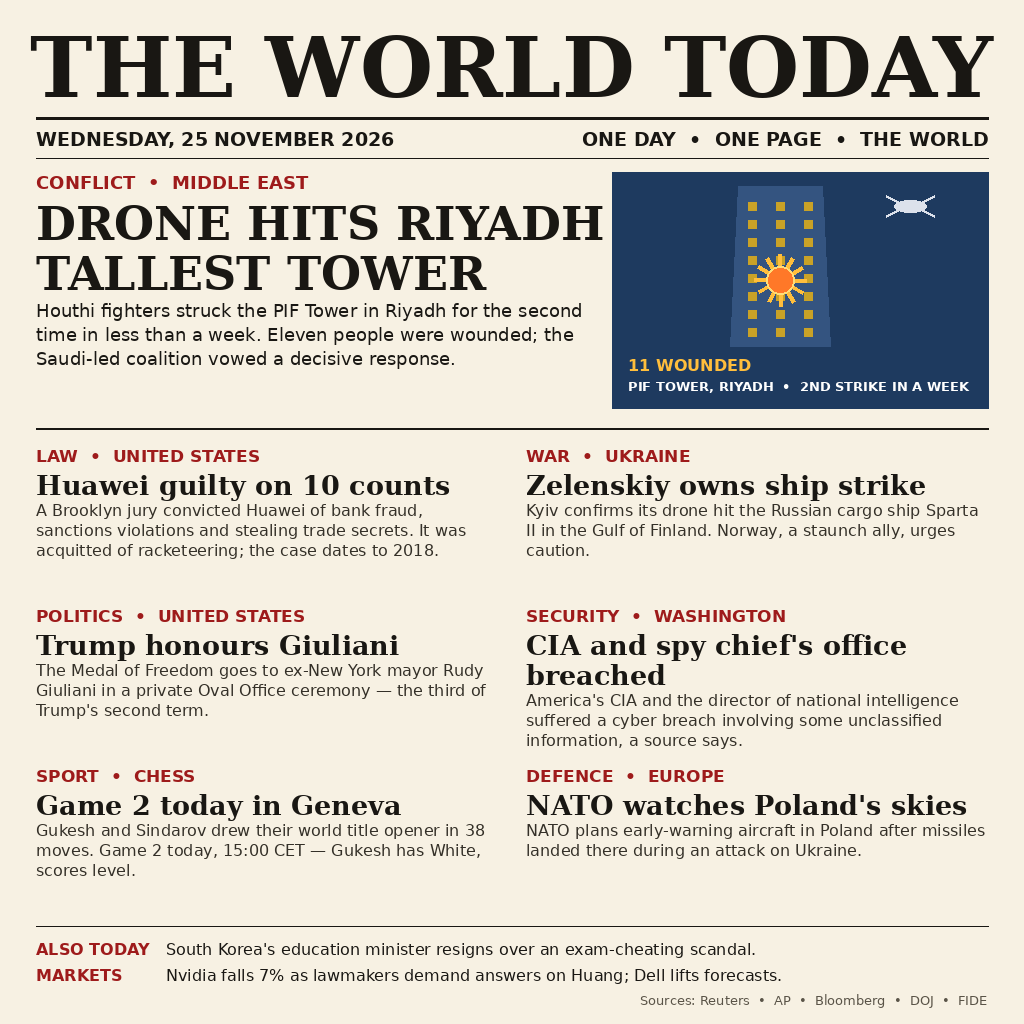 THE WORLD TODAY
WEDNESDAY, 25 NOVEMBER 2026
ONE DAY • ONE PAGE • THE WORLD
CONFLICT • MIDDLE EAST
DRONE HITS RIYADH
TALLEST TOWER
Houthi fighters struck the PIF Tower in Riyadh for the second
time in less than a week. Eleven people were wounded; the
Saudi-led coalition vowed a decisive response.
11 WOUNDED
PIF TOWER, RIYADH • 2ND STRIKE IN A WEEK
LAW • UNITED STATES
Huawei guilty on 10 counts
A Brooklyn jury convicted Huawei of bank fraud,
sanctions violations and stealing trade secrets. It was
acquitted of racketeering; the case dates to 2018.
WAR • UKRAINE
Zelenskiy owns ship strike
Kyiv confirms its drone hit the Russian cargo ship Sparta
II in the Gulf of Finland. Norway, a staunch ally, urges
caution.
POLITICS • UNITED STATES
Trump honours Giuliani
The Medal of Freedom goes to ex-New York mayor Rudy
Giuliani in a private Oval Office ceremony — the third of
Trump's second term.
SECURITY • WASHINGTON
CIA and spy chief's office
breached
America's CIA and the director of national intelligence
suffered a cyber breach involving some unclassified
information, a source says.
SPORT • CHESS
Game 2 today in Geneva
Gukesh and Sindarov drew their world title opener in 38
moves. Game 2 today, 15:00 CET — Gukesh has White,
scores level.
DEFENCE • EUROPE
NATO watches Poland's skies
NATO plans early-warning aircraft in Poland after missiles
landed there during an attack on Ukraine.
ALSO TODAY South Korea's education minister resigns over an exam-cheating scandal.
MARKETS Nvidia falls 7% as lawmakers demand answers on Huang; Dell lifts forecasts.
Sources: Reuters • AP • Bloomberg • DOJ • FIDE